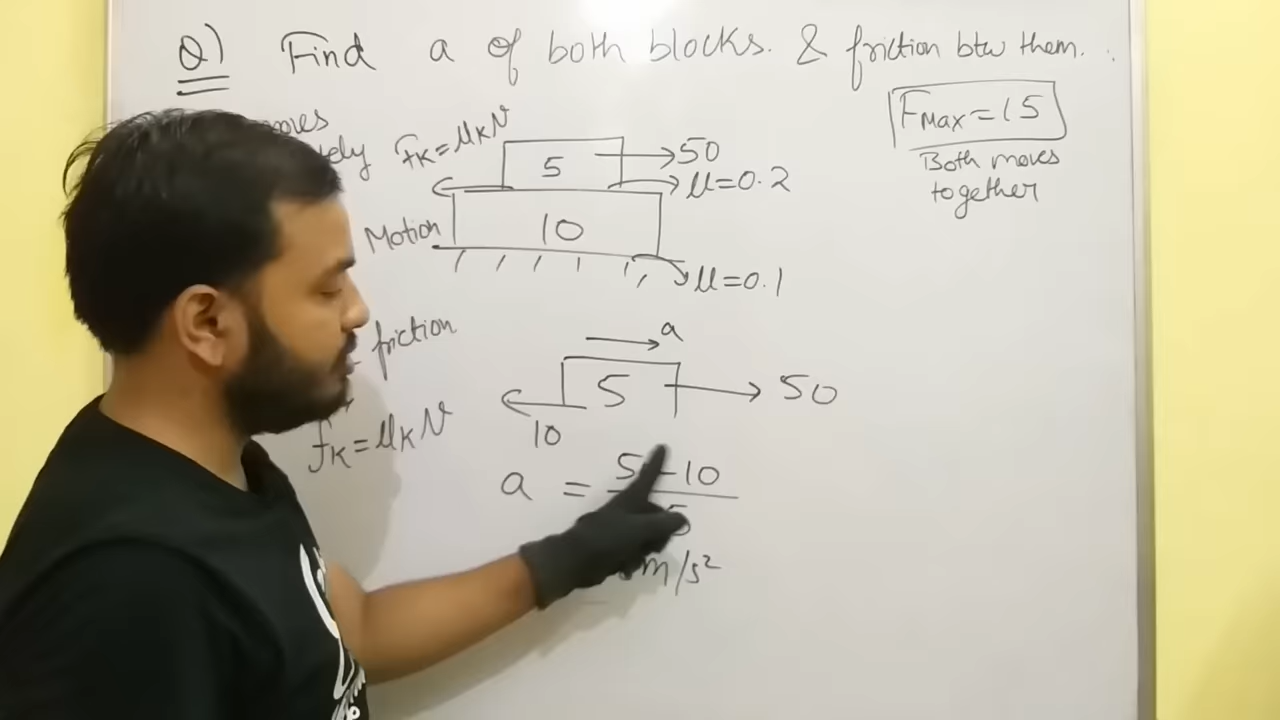 Q) Find a of both blocks. & friction btw them.
FMax = 15
Both moves
together
FK = μKN
5 50
μ = 0.2
Motion 10
μ = 0.1
friction
a
5 50
10
fK = μKN
a = -10
m/s²